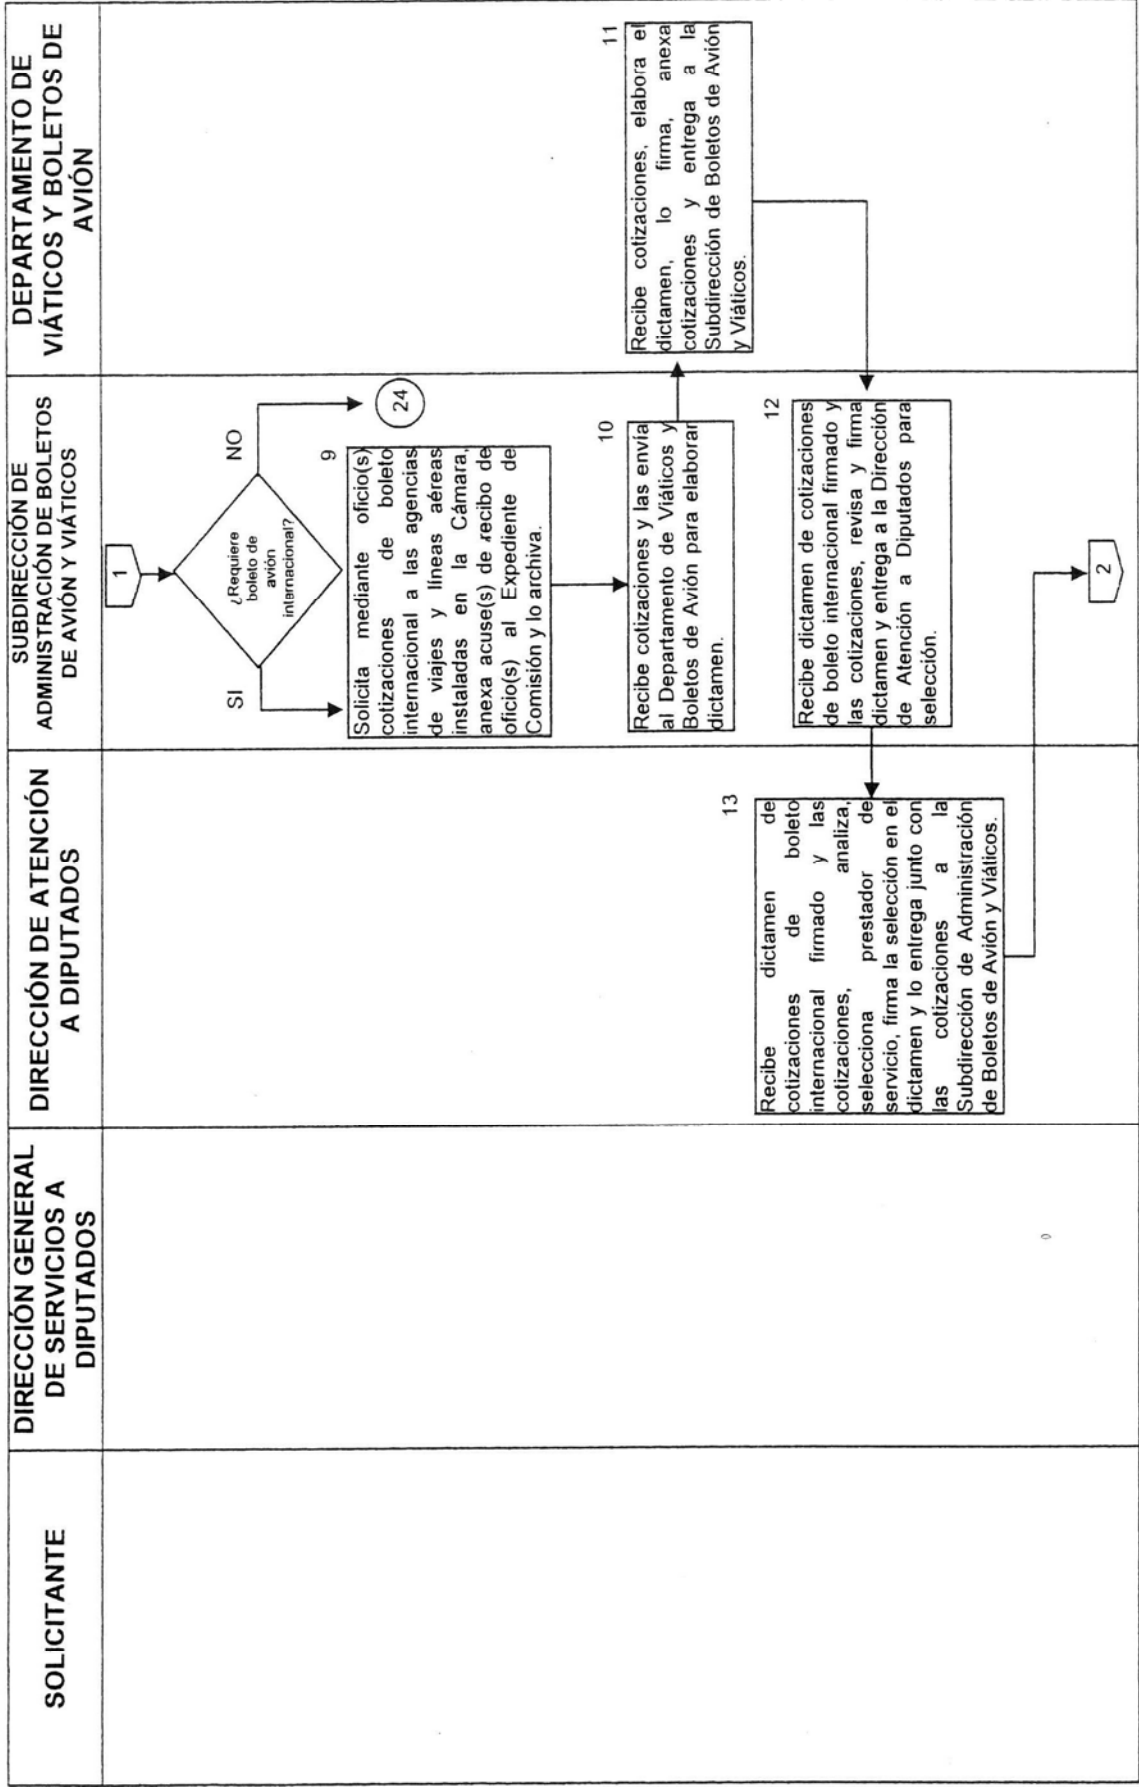 SOLICITANTE
DIRECCIÓN GENERAL
DE SERVICIOS A
DIPUTADOS
DIRECCIÓN DE ATENCIÓN
A DIPUTADOS
SUBDIRECCIÓN DE
ADMINISTRACIÓN DE BOLETOS
DE AVIÓN Y VIÁTICOS
DEPARTAMENTO DE
VIÁTICOS Y BOLETOS DE
AVIÓN
1
¿Requiere
boleto de
avión
internacional?
SI
NO
24
9
Solicita mediante oficio(s)
cotizaciones de boleto
internacional a las agencias
de viajes y líneas aéreas
instaladas en la Cámara,
anexa acuse(s) de recibo de
oficio(s) al Expediente de
Comisión y lo archiva.
10
Recibe cotizaciones y las envía
al Departamento de Viáticos y
Boletos de Avión para elaborar
dictamen.
11
Recibe cotizaciones, elabora el
dictamen, lo firma, anexa
cotizaciones y entrega a la
Subdirección de Boletos de Avión
y Viáticos.
12
Recibe dictamen de cotizaciones
de boleto internacional firmado y
las cotizaciones, revisa y firma
dictamen y entrega a la Dirección
de Atención a Diputados para
selección.
13
Recibe dictamen de
cotizaciones de boleto
internacional firmado y las
cotizaciones, analiza,
selecciona prestador de
servicio, firma la selección en el
dictamen y lo entrega junto con
las cotizaciones a la
Subdirección de Administración
de Boletos de Avión y Viáticos.
2